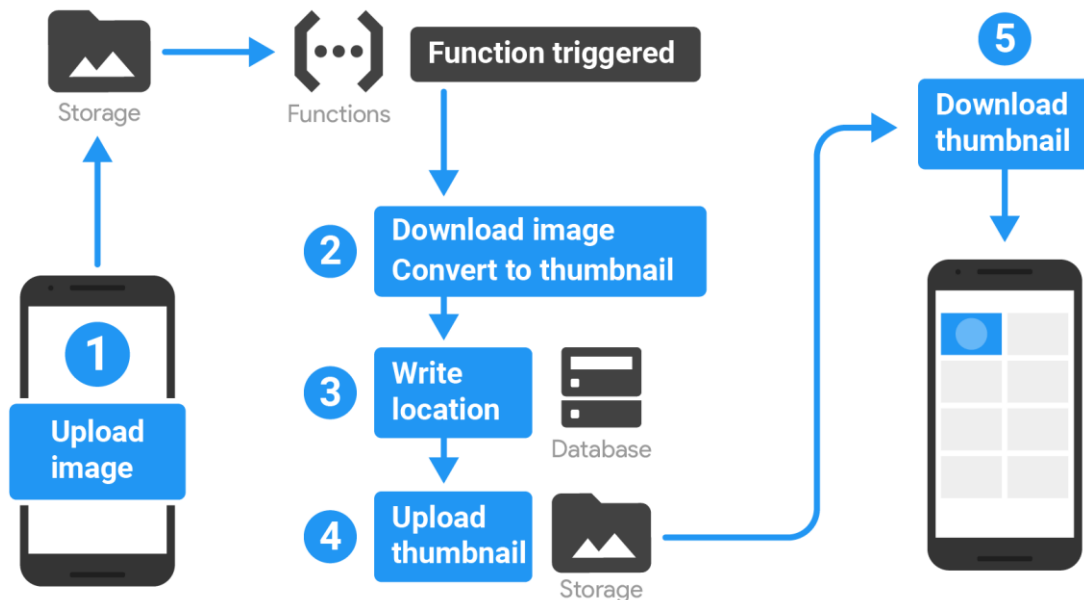 Storage
Functions
Function triggered
1
Upload
image
2
Download image
Convert to thumbnail
3
Write
location
Database
4
Upload
thumbnail
Storage
5
Download
thumbnail